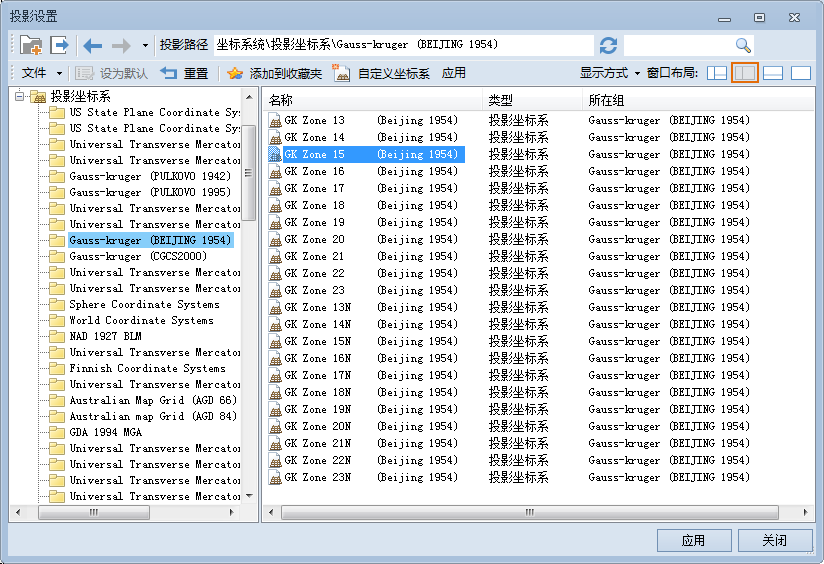 投影设置
投影路径 坐标系统\投影坐标系\Gauss-kruger (BEIJING 1954)
文件 设为默认 重置 添加到收藏夹 自定义坐标系 应用 显示方式 窗口布局:
投影坐标系
US State Plane Coordinate Sy
US State Plane Coordinate Sy
Universal Transverse Mercato
Universal Transverse Mercato
Gauss-kruger (PULKOVO 1942)
Gauss-kruger (PULKOVO 1995)
Universal Transverse Mercato
Universal Transverse Mercato
Gauss-kruger (BEIJING 1954)
Gauss-kruger (CGCS2000)
Universal Transverse Mercato
Universal Transverse Mercato
Sphere Coordinate Systems
World Coordinate Systems
NAD 1927 BLM
Universal Transverse Mercato
Finnish Coordinate Systems
Universal Transverse Mercato
Australian Map Grid (AGD 66)
Australian map Grid (AGD 84)
GDA 1994 MGA
Universal Transverse Mercato
Universal Transverse Mercato
Universal Transverse Mercato
Universal Transverse Mercato
名称 类型 所在组
GK Zone 13 (Beijing 1954) 投影坐标系 Gauss-kruger (BEIJING 1954)
GK Zone 14 (Beijing 1954) 投影坐标系 Gauss-kruger (BEIJING 1954)
GK Zone 15 (Beijing 1954) 投影坐标系 Gauss-kruger (BEIJING 1954)
GK Zone 16 (Beijing 1954) 投影坐标系 Gauss-kruger (BEIJING 1954)
GK Zone 17 (Beijing 1954) 投影坐标系 Gauss-kruger (BEIJING 1954)
GK Zone 18 (Beijing 1954) 投影坐标系 Gauss-kruger (BEIJING 1954)
GK Zone 19 (Beijing 1954) 投影坐标系 Gauss-kruger (BEIJING 1954)
GK Zone 20 (Beijing 1954) 投影坐标系 Gauss-kruger (BEIJING 1954)
GK Zone 21 (Beijing 1954) 投影坐标系 Gauss-kruger (BEIJING 1954)
GK Zone 22 (Beijing 1954) 投影坐标系 Gauss-kruger (BEIJING 1954)
GK Zone 23 (Beijing 1954) 投影坐标系 Gauss-kruger (BEIJING 1954)
GK Zone 13N (Beijing 1954) 投影坐标系 Gauss-kruger (BEIJING 1954)
GK Zone 14N (Beijing 1954) 投影坐标系 Gauss-kruger (BEIJING 1954)
GK Zone 15N (Beijing 1954) 投影坐标系 Gauss-kruger (BEIJING 1954)
GK Zone 16N (Beijing 1954) 投影坐标系 Gauss-kruger (BEIJING 1954)
GK Zone 17N (Beijing 1954) 投影坐标系 Gauss-kruger (BEIJING 1954)
GK Zone 18N (Beijing 1954) 投影坐标系 Gauss-kruger (BEIJING 1954)
GK Zone 19N (Beijing 1954) 投影坐标系 Gauss-kruger (BEIJING 1954)
GK Zone 20N (Beijing 1954) 投影坐标系 Gauss-kruger (BEIJING 1954)
GK Zone 21N (Beijing 1954) 投影坐标系 Gauss-kruger (BEIJING 1954)
GK Zone 22N (Beijing 1954) 投影坐标系 Gauss-kruger (BEIJING 1954)
GK Zone 23N (Beijing 1954) 投影坐标系 Gauss-kruger (BEIJING 1954)
应用 关闭